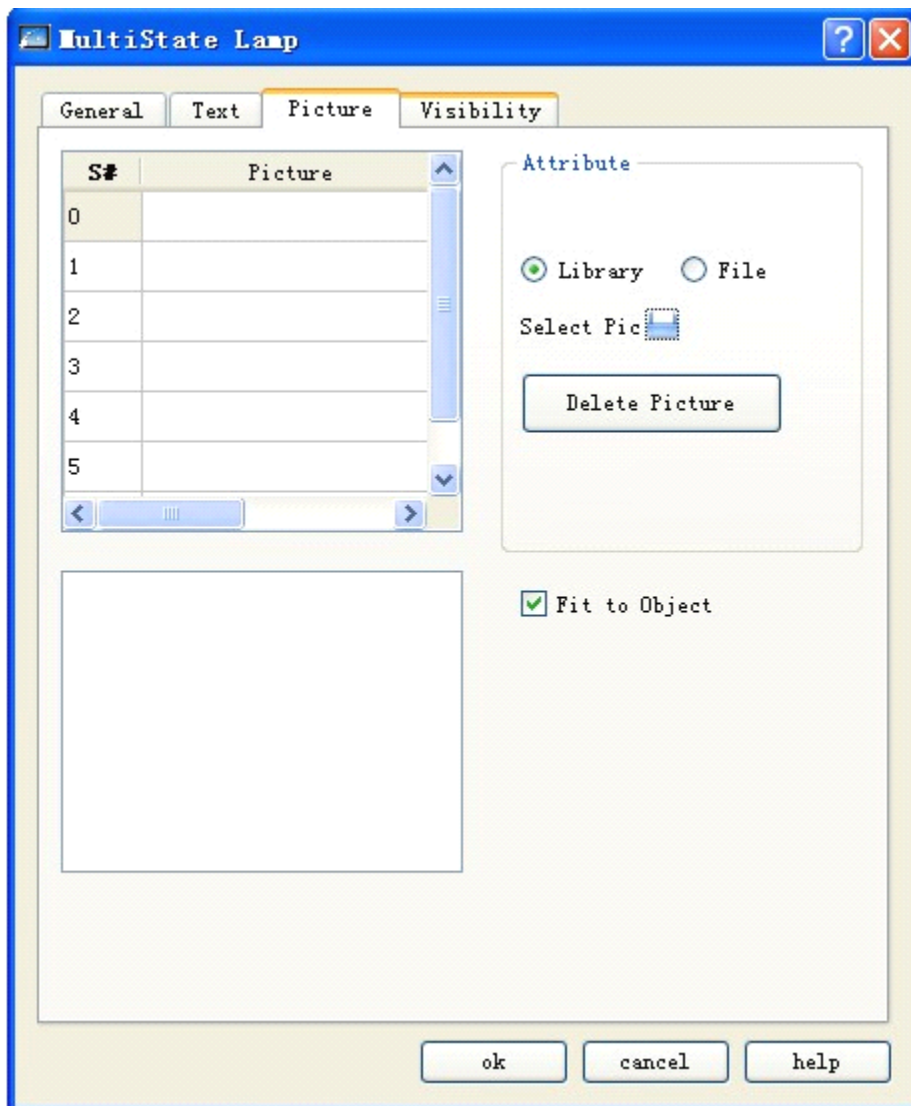 MultiState Lamp
General Text Picture Visibility
S# Picture
0
1
2
3
4
5
Attribute
Library File
Select Pic
Delete Picture
Fit to Object
ok cancel help